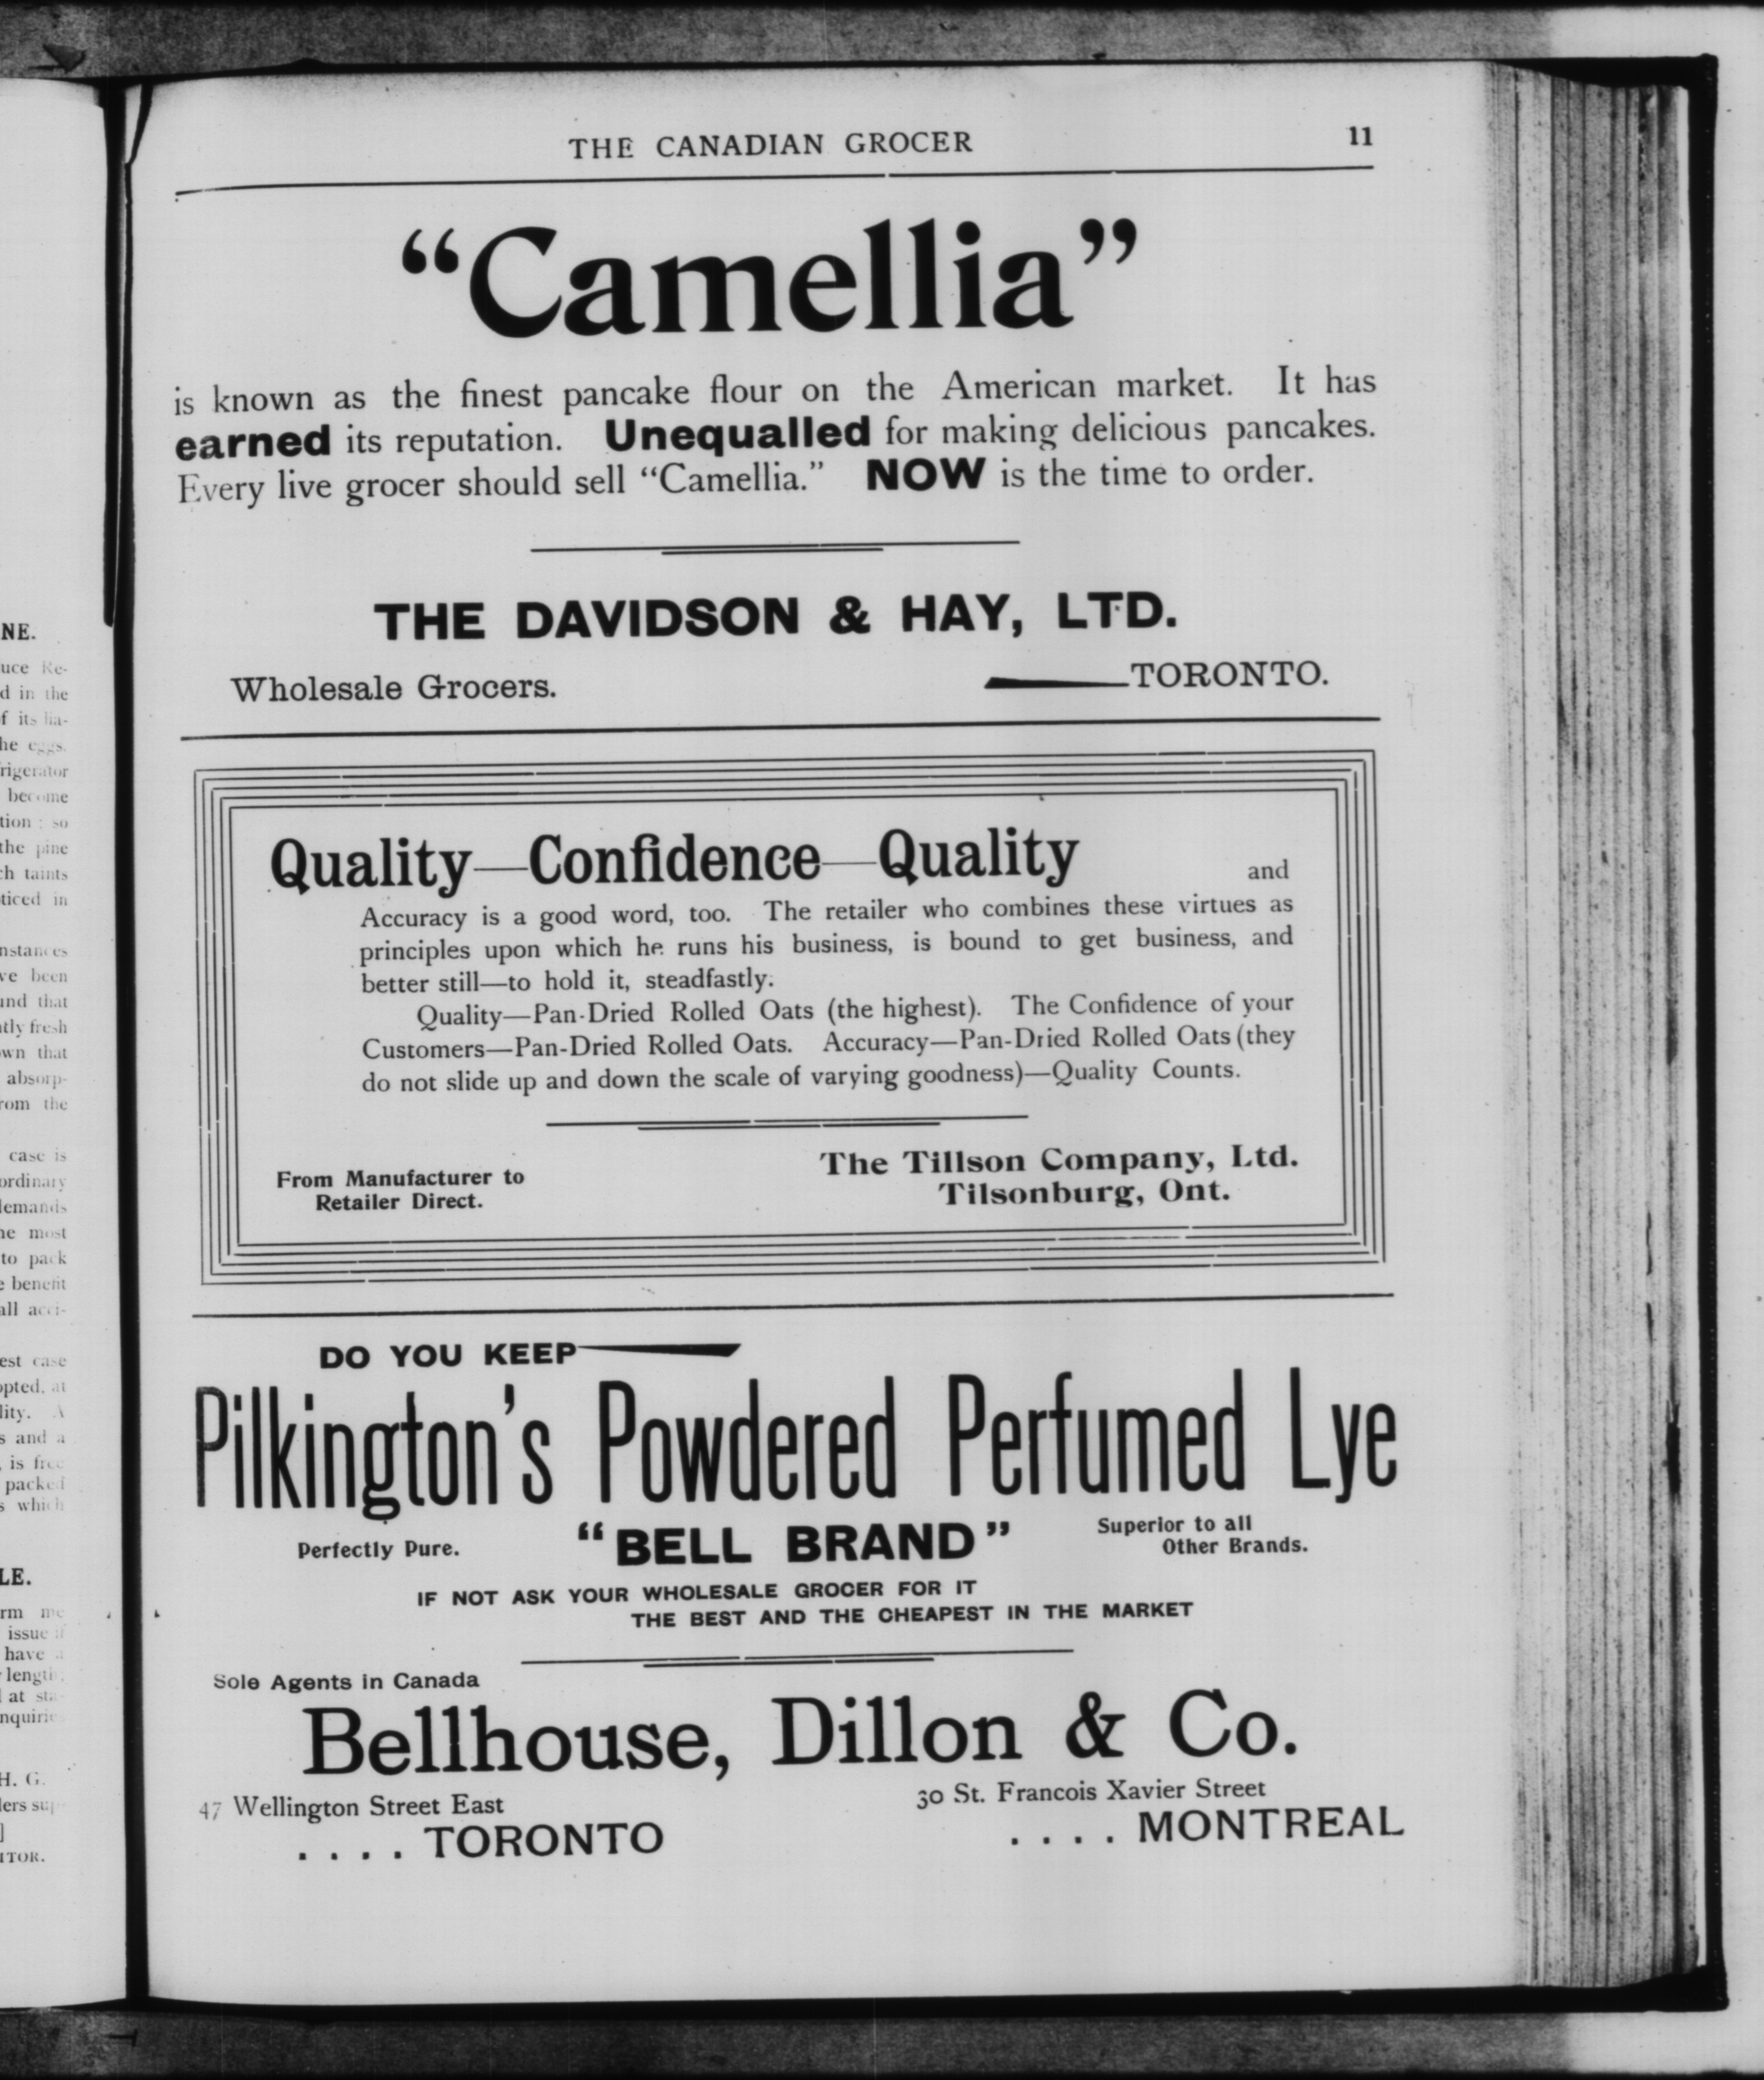 THE CANADIAN GROCER 11
“Camellia”
is known as the finest pancake flour on the American market. It has
earned its reputation. Unequalled for making delicious pancakes.
Every live grocer should sell “Camellia.” NOW is the time to order.
THE DAVIDSON & HAY, LTD.
Wholesale Grocers. TORONTO.
Quality—Confidence—Quality and
Accuracy is a good word, too. The retailer who combines these virtues as
principles upon which he runs his business, is bound to get business, and
better still—to hold it, steadfastly.
Quality—Pan-Dried Rolled Oats (the highest). The Confidence of your
Customers—Pan-Dried Rolled Oats. Accuracy—Pan-Dried Rolled Oats (they
do not slide up and down the scale of varying goodness)—Quality Counts.
From Manufacturer to
Retailer Direct.
The Tillson Company, Ltd.
Tilsonburg, Ont.
DO YOU KEEP
Pilkington's Powdered Perfumed Lye
Perfectly Pure.
“BELL BRAND”
Superior to all
Other Brands.
IF NOT ASK YOUR WHOLESALE GROCER FOR IT
THE BEST AND THE CHEAPEST IN THE MARKET
Sole Agents in Canada
Bellhouse, Dillon & Co.
47 Wellington Street East
. . . . TORONTO
30 St. Francois Xavier Street
. . . . MONTREAL